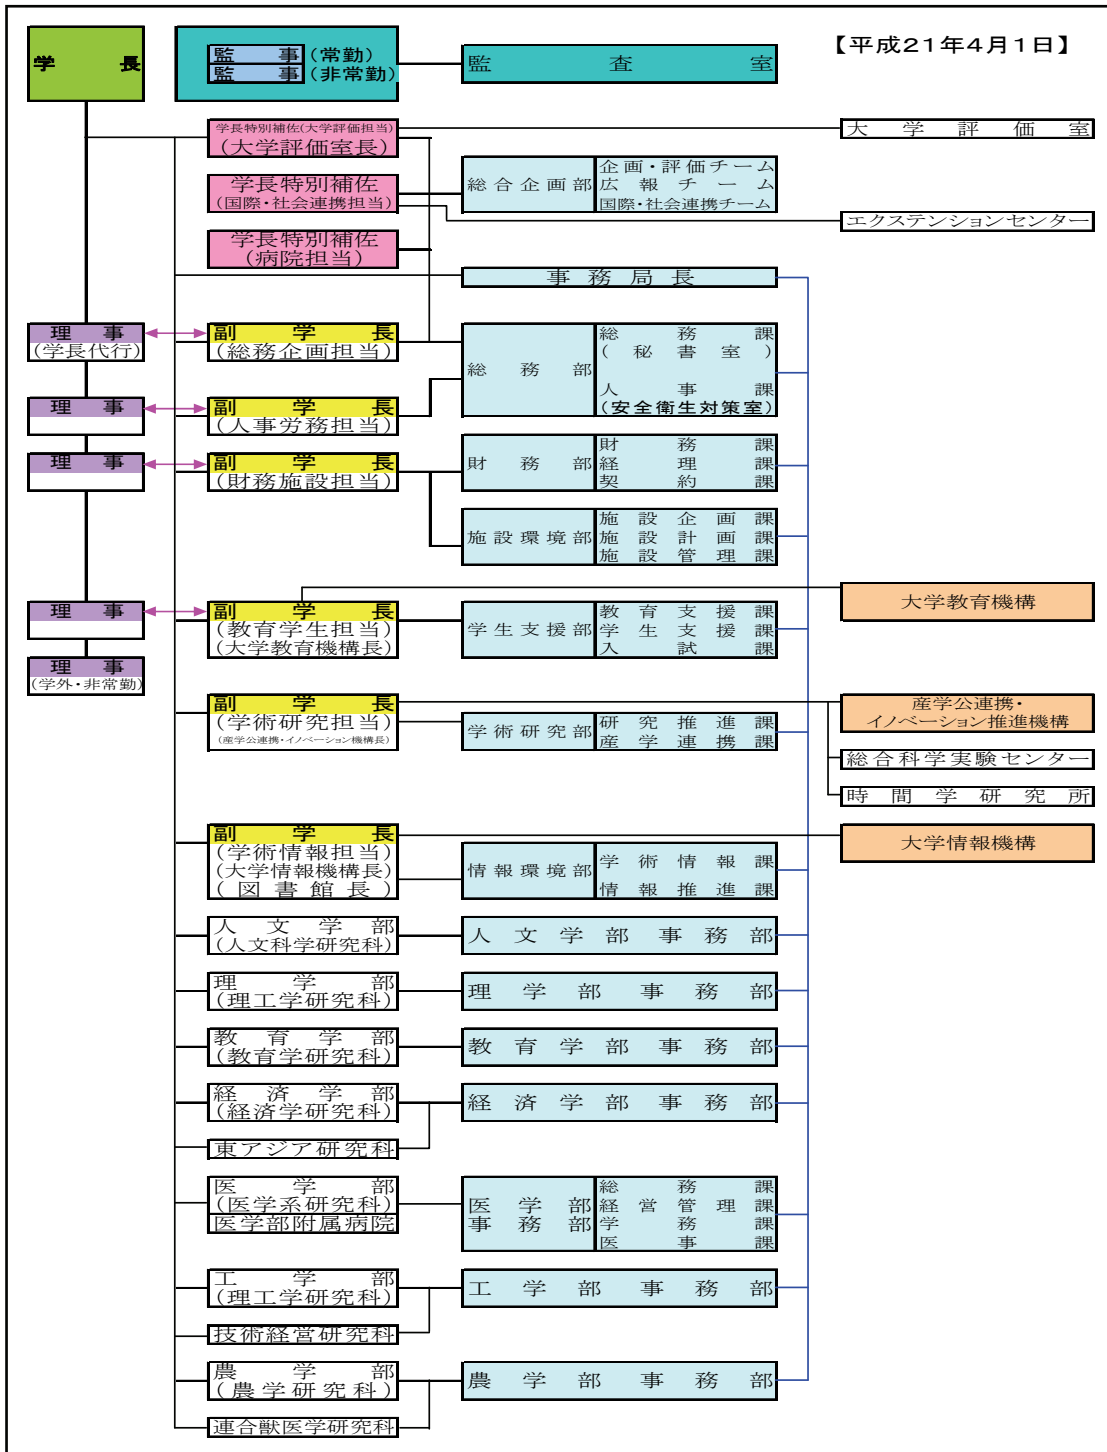 【平成21年4月1日】
学長
監事(常勤)
監事(非常勤)
監査室
学長特別補佐(大学評価担当)
(大学評価室長)
大学評価室
学長特別補佐
(国際・社会連携担当)
総合企画部
企画・評価チーム
広報チーム
国際・社会連携チーム
エクステンションセンター
学長特別補佐
(病院担当)
事務局長
理事
(学長代行)
副学長
(総務企画担当)
総務部
総務課
(秘書室)
人事課
(安全衛生対策室)
理事
副学長
(人事労務担当)
理事
副学長
(財務施設担当)
財務部
財務課
経理課
契約課
施設環境部
施設企画課
施設計画課
施設管理課
理事
副学長
(教育学生担当)
(大学教育機構長)
学生支援部
教育支援課
学生支援課
入試課
大学教育機構
理事
(学外・非常勤)
副学長
(学術研究担当)
(産学公連携・イノベーション機構長)
学術研究部
研究推進課
産学連携課
産学公連携・
イノベーション推進機構
総合科学実験センター
時間学研究所
副学長
(学術情報担当)
(大学情報機構長)
(図書館長)
情報環境部
学術情報課
情報推進課
大学情報機構
人文学部
(人文科学研究科)
人文学部事務部
理学部
(理工学研究科)
理学部事務部
教育学部
(教育学研究科)
教育学部事務部
経済学部
(経済学研究科)
経済学部事務部
東アジア研究科
医学部
(医学系研究科)
医学部附属病院
医学部
事務部
総務課
経営管理課
学務課
医事課
工学部
(理工学研究科)
工学部事務部
技術経営研究科
農学部
(農学研究科)
農学部事務部
連合獣医学研究科